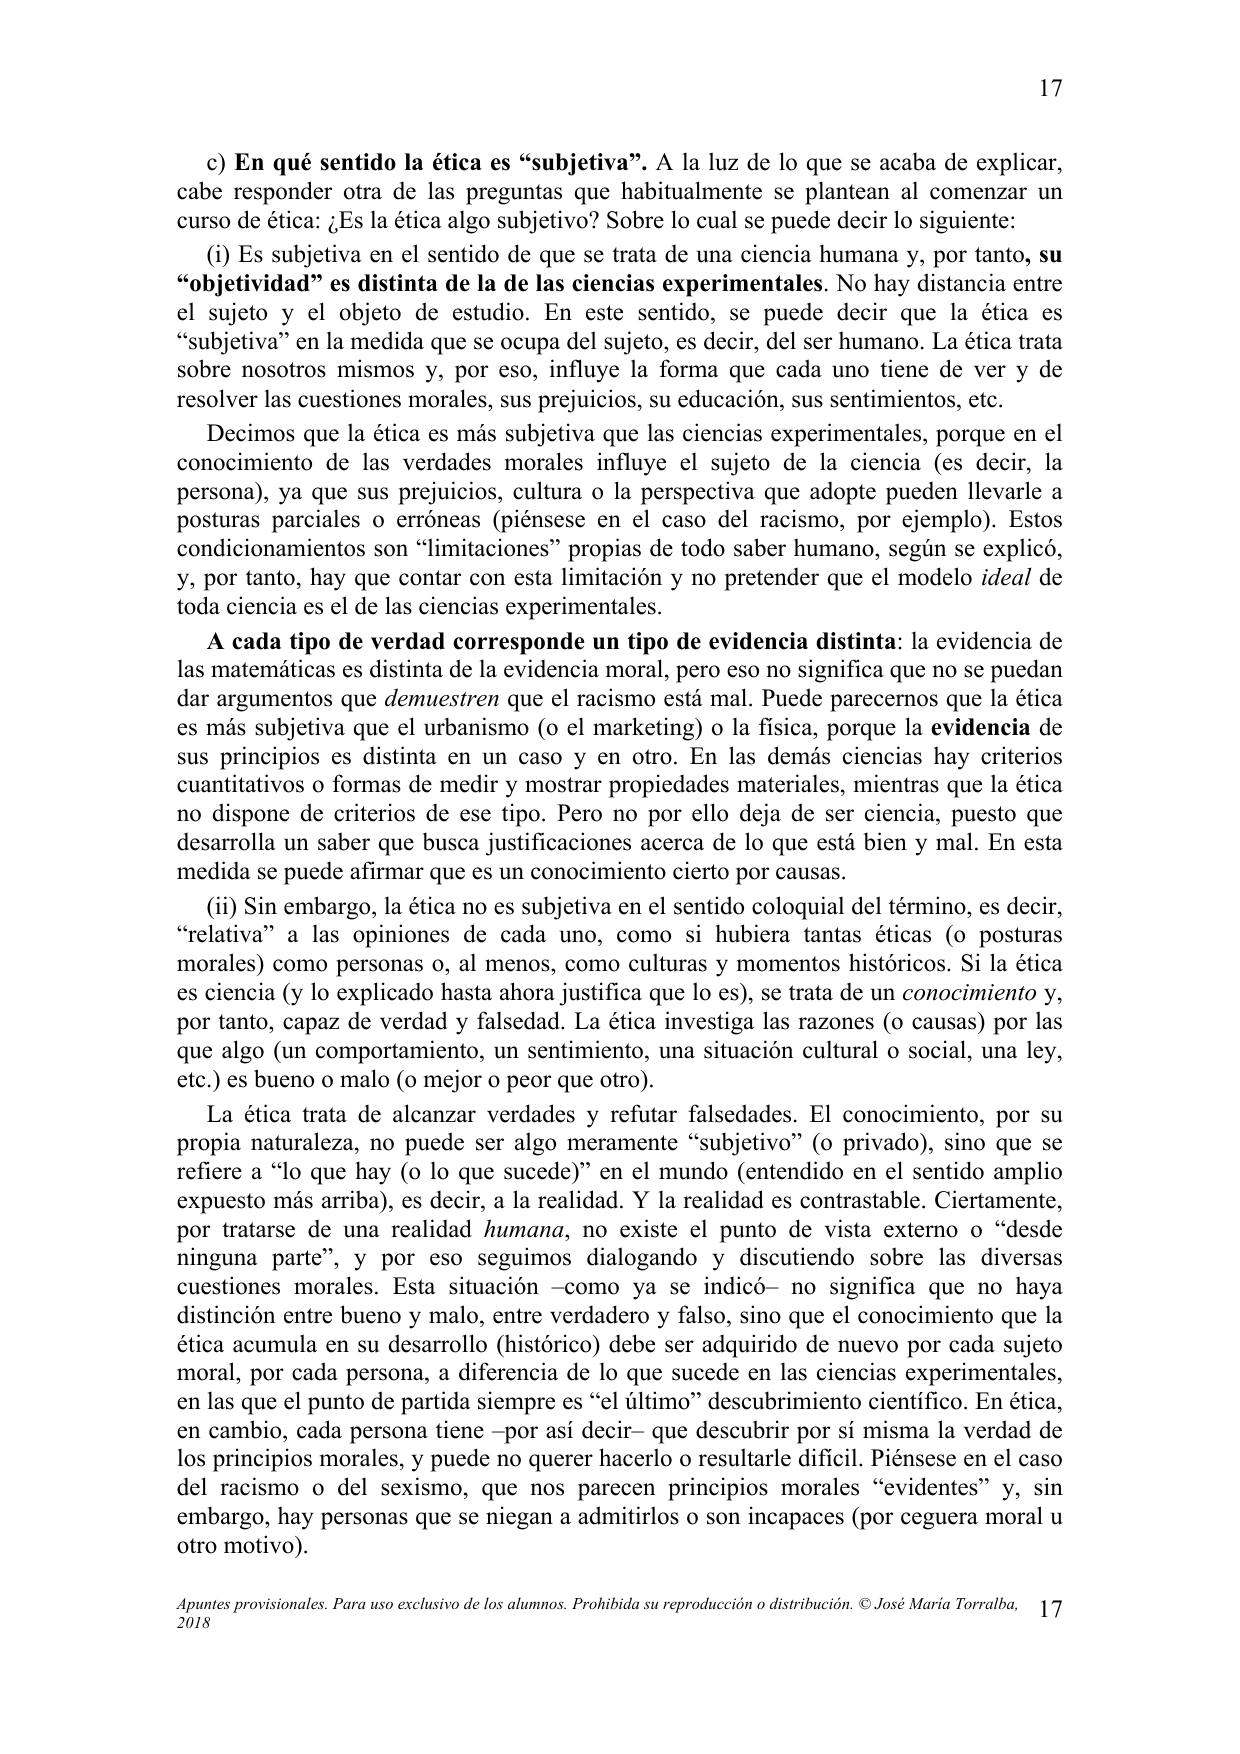 17
c) En qué sentido la ética es “subjetiva”. A la luz de lo que se acaba de explicar,
cabe responder otra de las preguntas que habitualmente se plantean al comenzar un
curso de ética: ¿Es la ética algo subjetivo? Sobre lo cual se puede decir lo siguiente:
(i) Es subjetiva en el sentido de que se trata de una ciencia humana y, por tanto, su
“objetividad” es distinta de la de las ciencias experimentales. No hay distancia entre
el sujeto y el objeto de estudio. En este sentido, se puede decir que la ética es
“subjetiva” en la medida que se ocupa del sujeto, es decir, del ser humano. La ética trata
sobre nosotros mismos y, por eso, influye la forma que cada uno tiene de ver y de
resolver las cuestiones morales, sus prejuicios, su educación, sus sentimientos, etc.
Decimos que la ética es más subjetiva que las ciencias experimentales, porque en el
conocimiento de las verdades morales influye el sujeto de la ciencia (es decir, la
persona), ya que sus prejuicios, cultura o la perspectiva que adopte pueden llevarle a
posturas parciales o erróneas (piénsese en el caso del racismo, por ejemplo). Estos
condicionamientos son “limitaciones” propias de todo saber humano, según se explicó,
y, por tanto, hay que contar con esta limitación y no pretender que el modelo ideal de
toda ciencia es el de las ciencias experimentales.
A cada tipo de verdad corresponde un tipo de evidencia distinta: la evidencia de
las matemáticas es distinta de la evidencia moral, pero eso no significa que no se puedan
dar argumentos que demuestren que el racismo está mal. Puede parecernos que la ética
es más subjetiva que el urbanismo (o el marketing) o la física, porque la evidencia de
sus principios es distinta en un caso y en otro. En las demás ciencias hay criterios
cuantitativos o formas de medir y mostrar propiedades materiales, mientras que la ética
no dispone de criterios de ese tipo. Pero no por ello deja de ser ciencia, puesto que
desarrolla un saber que busca justificaciones acerca de lo que está bien y mal. En esta
medida se puede afirmar que es un conocimiento cierto por causas.
(ii) Sin embargo, la ética no es subjetiva en el sentido coloquial del término, es decir,
“relativa” a las opiniones de cada uno, como si hubiera tantas éticas (o posturas
morales) como personas o, al menos, como culturas y momentos históricos. Si la ética
es ciencia (y lo explicado hasta ahora justifica que lo es), se trata de un conocimiento y,
por tanto, capaz de verdad y falsedad. La ética investiga las razones (o causas) por las
que algo (un comportamiento, un sentimiento, una situación cultural o social, una ley,
etc.) es bueno o malo (o mejor o peor que otro).
La ética trata de alcanzar verdades y refutar falsedades. El conocimiento, por su
propia naturaleza, no puede ser algo meramente “subjetivo” (o privado), sino que se
refiere a “lo que hay (o lo que sucede)” en el mundo (entendido en el sentido amplio
expuesto más arriba), es decir, a la realidad. Y la realidad es contrastable. Ciertamente,
por tratarse de una realidad humana, no existe el punto de vista externo o “desde
ninguna parte”, y por eso seguimos dialogando y discutiendo sobre las diversas
cuestiones morales. Esta situación –como ya se indicó– no significa que no haya
distinción entre bueno y malo, entre verdadero y falso, sino que el conocimiento que la
ética acumula en su desarrollo (histórico) debe ser adquirido de nuevo por cada sujeto
moral, por cada persona, a diferencia de lo que sucede en las ciencias experimentales,
en las que el punto de partida siempre es “el último” descubrimiento científico. En ética,
en cambio, cada persona tiene –por así decir– que descubrir por sí misma la verdad de
los principios morales, y puede no querer hacerlo o resultarle difícil. Piénsese en el caso
del racismo o del sexismo, que nos parecen principios morales “evidentes” y, sin
embargo, hay personas que se niegan a admitirlos o son incapaces (por ceguera moral u
otro motivo).
Apuntes provisionales. Para uso exclusivo de los alumnos. Prohibida su reproducción o distribución. © José María Torralba, 17
2018